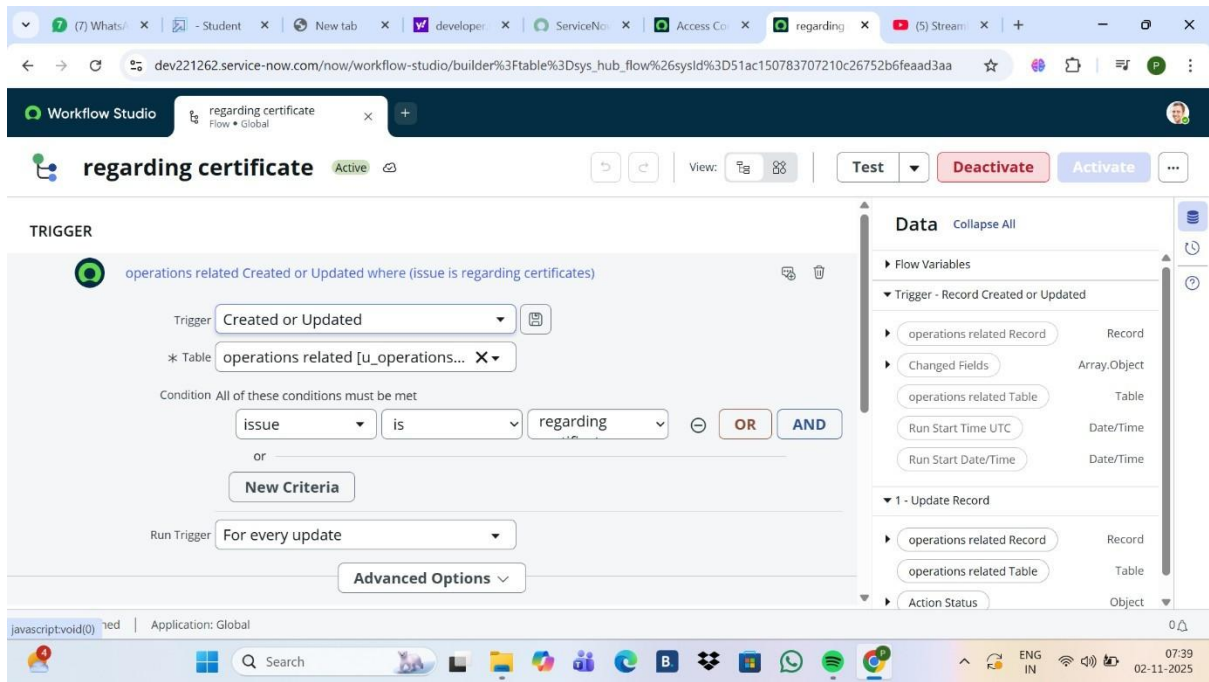 (7) WhatsA
- Student
New tab
developer.
ServiceNo
Access Co
regarding
(5) Stream
dev221262.service-now.com/now/workflow-studio/builder%3Ftable%3Dsys_hub_flow%26sysId%3D51ac150783707210c26752b6feaad3aa
P
Workflow Studio
regarding certificate
Flow • Global
regarding certificate Active
View:
Test
Deactivate
Activate
TRIGGER
operations related Created or Updated where (issue is regarding certificates)
Trigger Created or Updated
* Table operations related [u_operations...
Condition All of these conditions must be met
issue is regarding OR AND
or
New Criteria
Run Trigger For every update
Advanced Options
Data Collapse All
Flow Variables
Trigger - Record Created or Updated
operations related Record Record
Changed Fields Array.Object
operations related Table Table
Run Start Time UTC Date/Time
Run Start Date/Time Date/Time
1 - Update Record
operations related Record Record
operations related Table Table
Action Status Object
javascript:void(0)
Application: Global
0
4
Search
B.
P
ENG
IN
07:39
02-11-2025